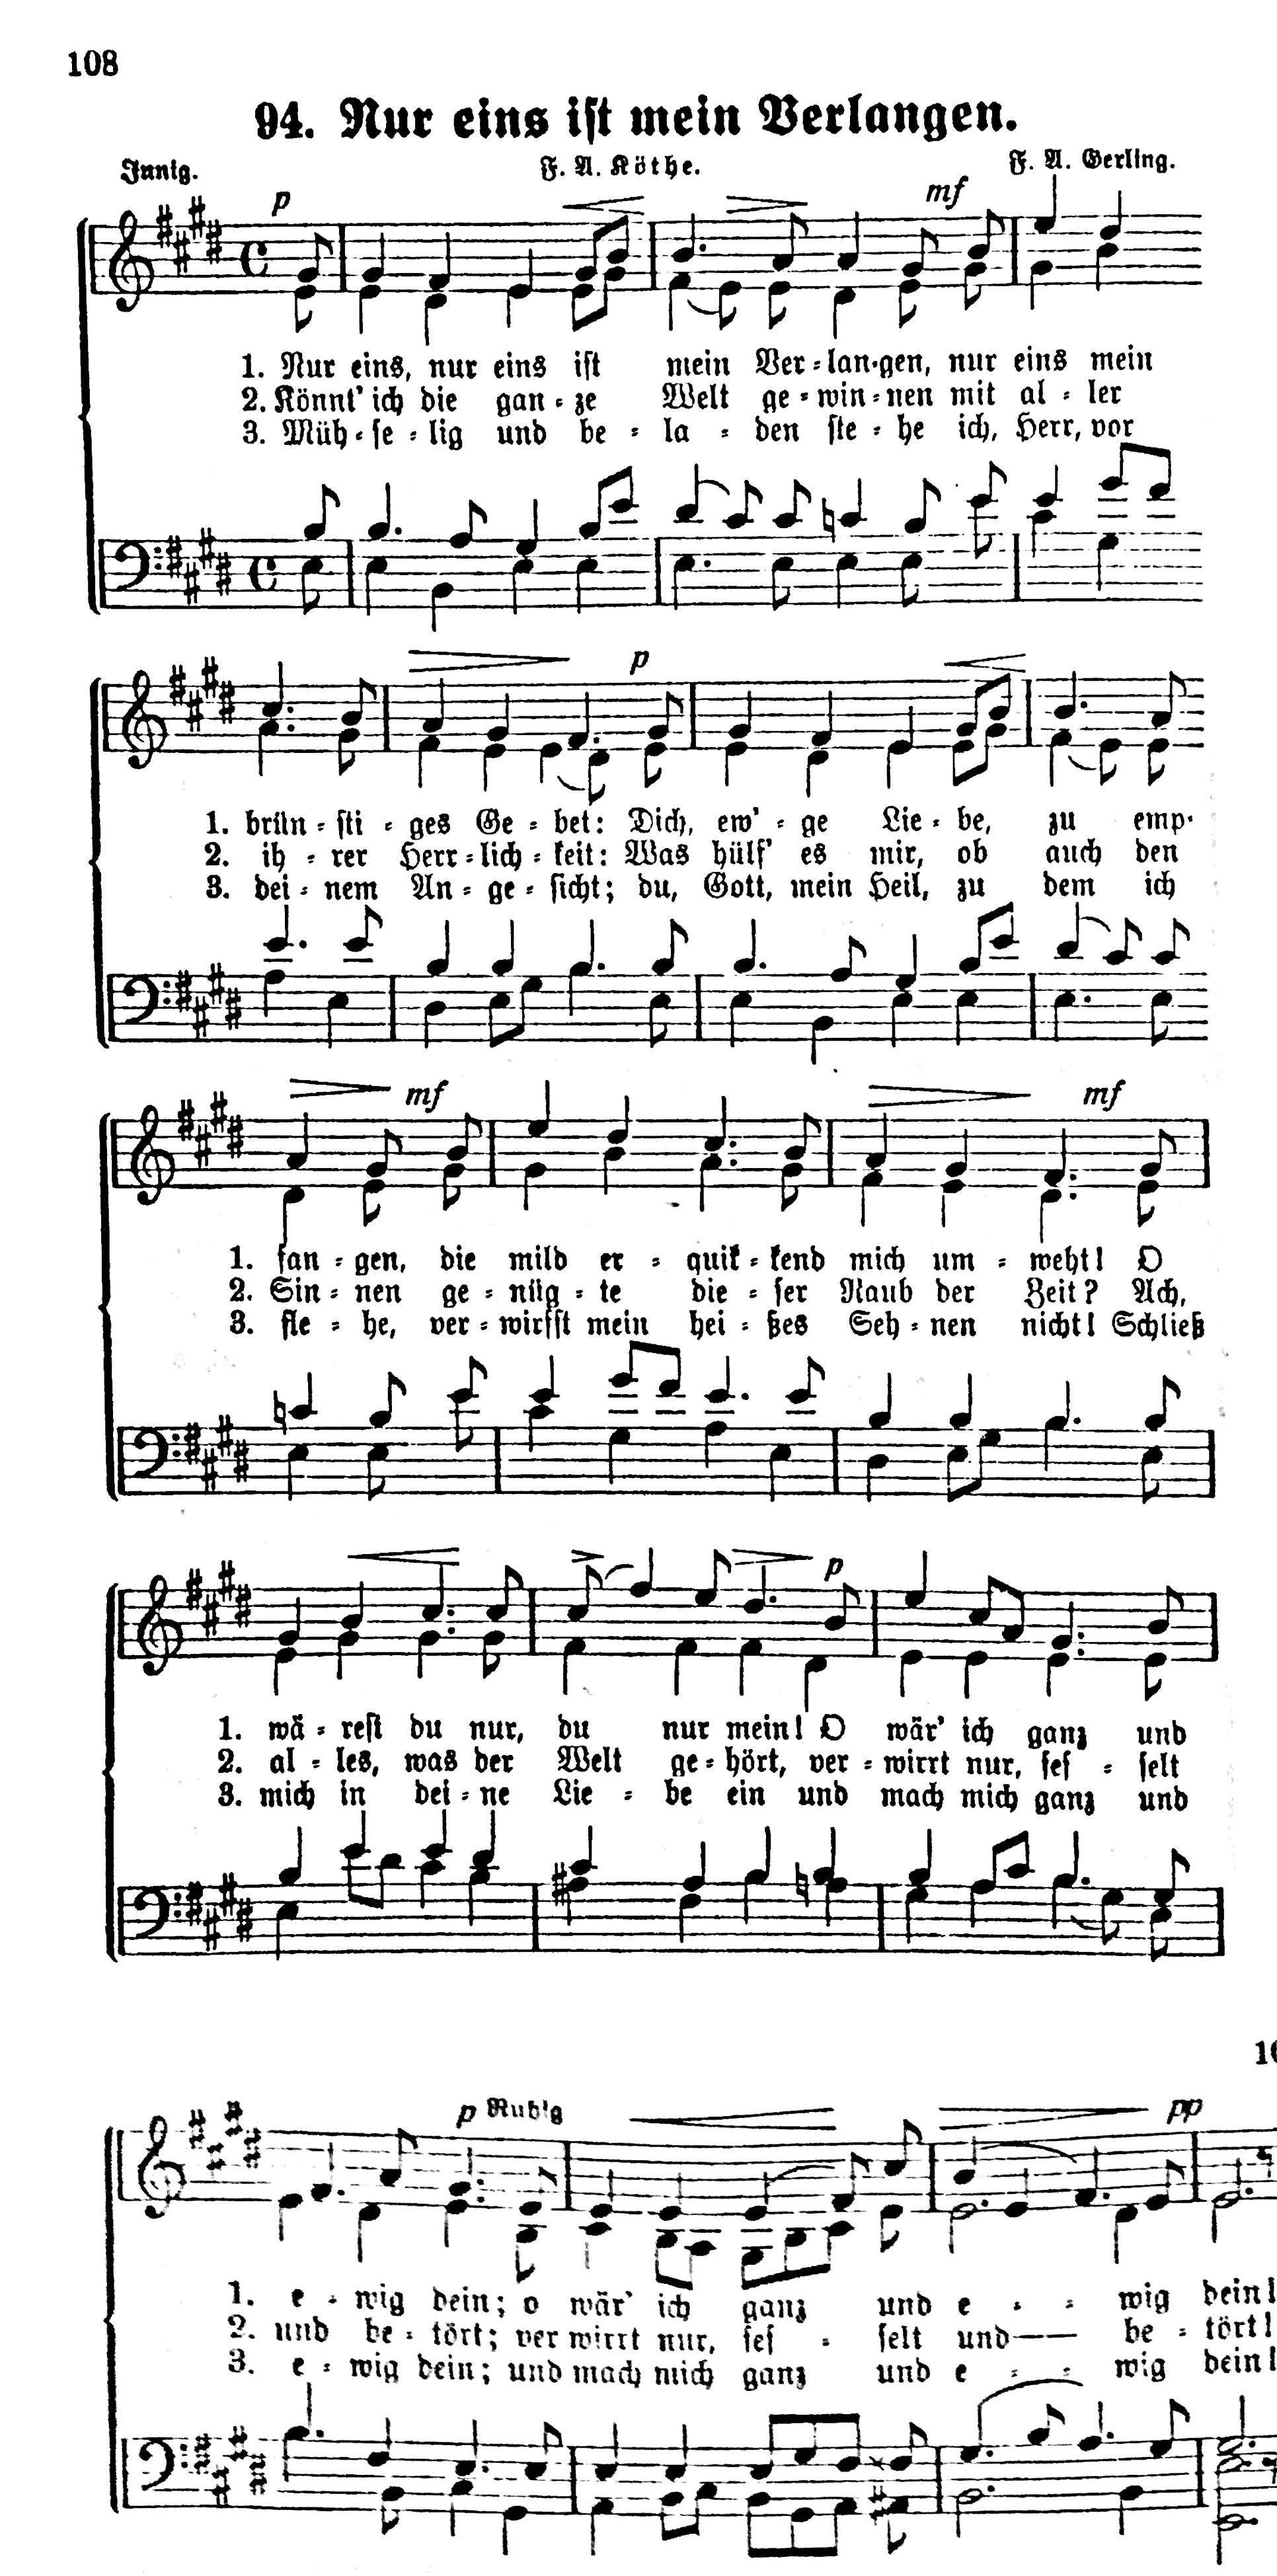 108
94. Nur eins ist mein Verlangen.
Innig. F. A. Köthe. F. A. Gerling.
p mf
1. Nur eins, nur eins ist mein Ver-lan-gen, nur eins mein
2. Könnt' ich die gan-ze Welt ge-win-nen mit al-ler
3. Müh-se-lig und be-la-den ste-he ich, Herr, vor
p
1. brün-sti-ges Ge-bet: Dich, ew'-ge Lie-be, zu emp-
2. ih-rer Herr-lich-keit: Was hülf' es mir, ob auch den
3. dei-nem An-ge-sicht; du, Gott, mein Heil, zu dem ich
mf mf
1. fan-gen, die mild er-quik-kend mich um-weht! O
2. Sin-nen ge-nüg-te die-ser Raub der Zeit? Ach,
3. fle-he, ver-wirfst mein hei-ßes Seh-nen nicht! Schließ
p
1. wä-rest du nur, du nur mein! O wär' ich ganz und
2. al-les, was der Welt ge-hört, ver-wirrt nur, fes-selt
3. mich in dei-ne Lie-be ein und mach mich ganz und
p Ruhig pp
1. e-wig dein; o wär' ich ganz und e-wig dein!
2. und be-tört; ver wirrt nur, fes-selt und be-tört!
3. e-wig dein; und mach mich ganz und e-wig dein!